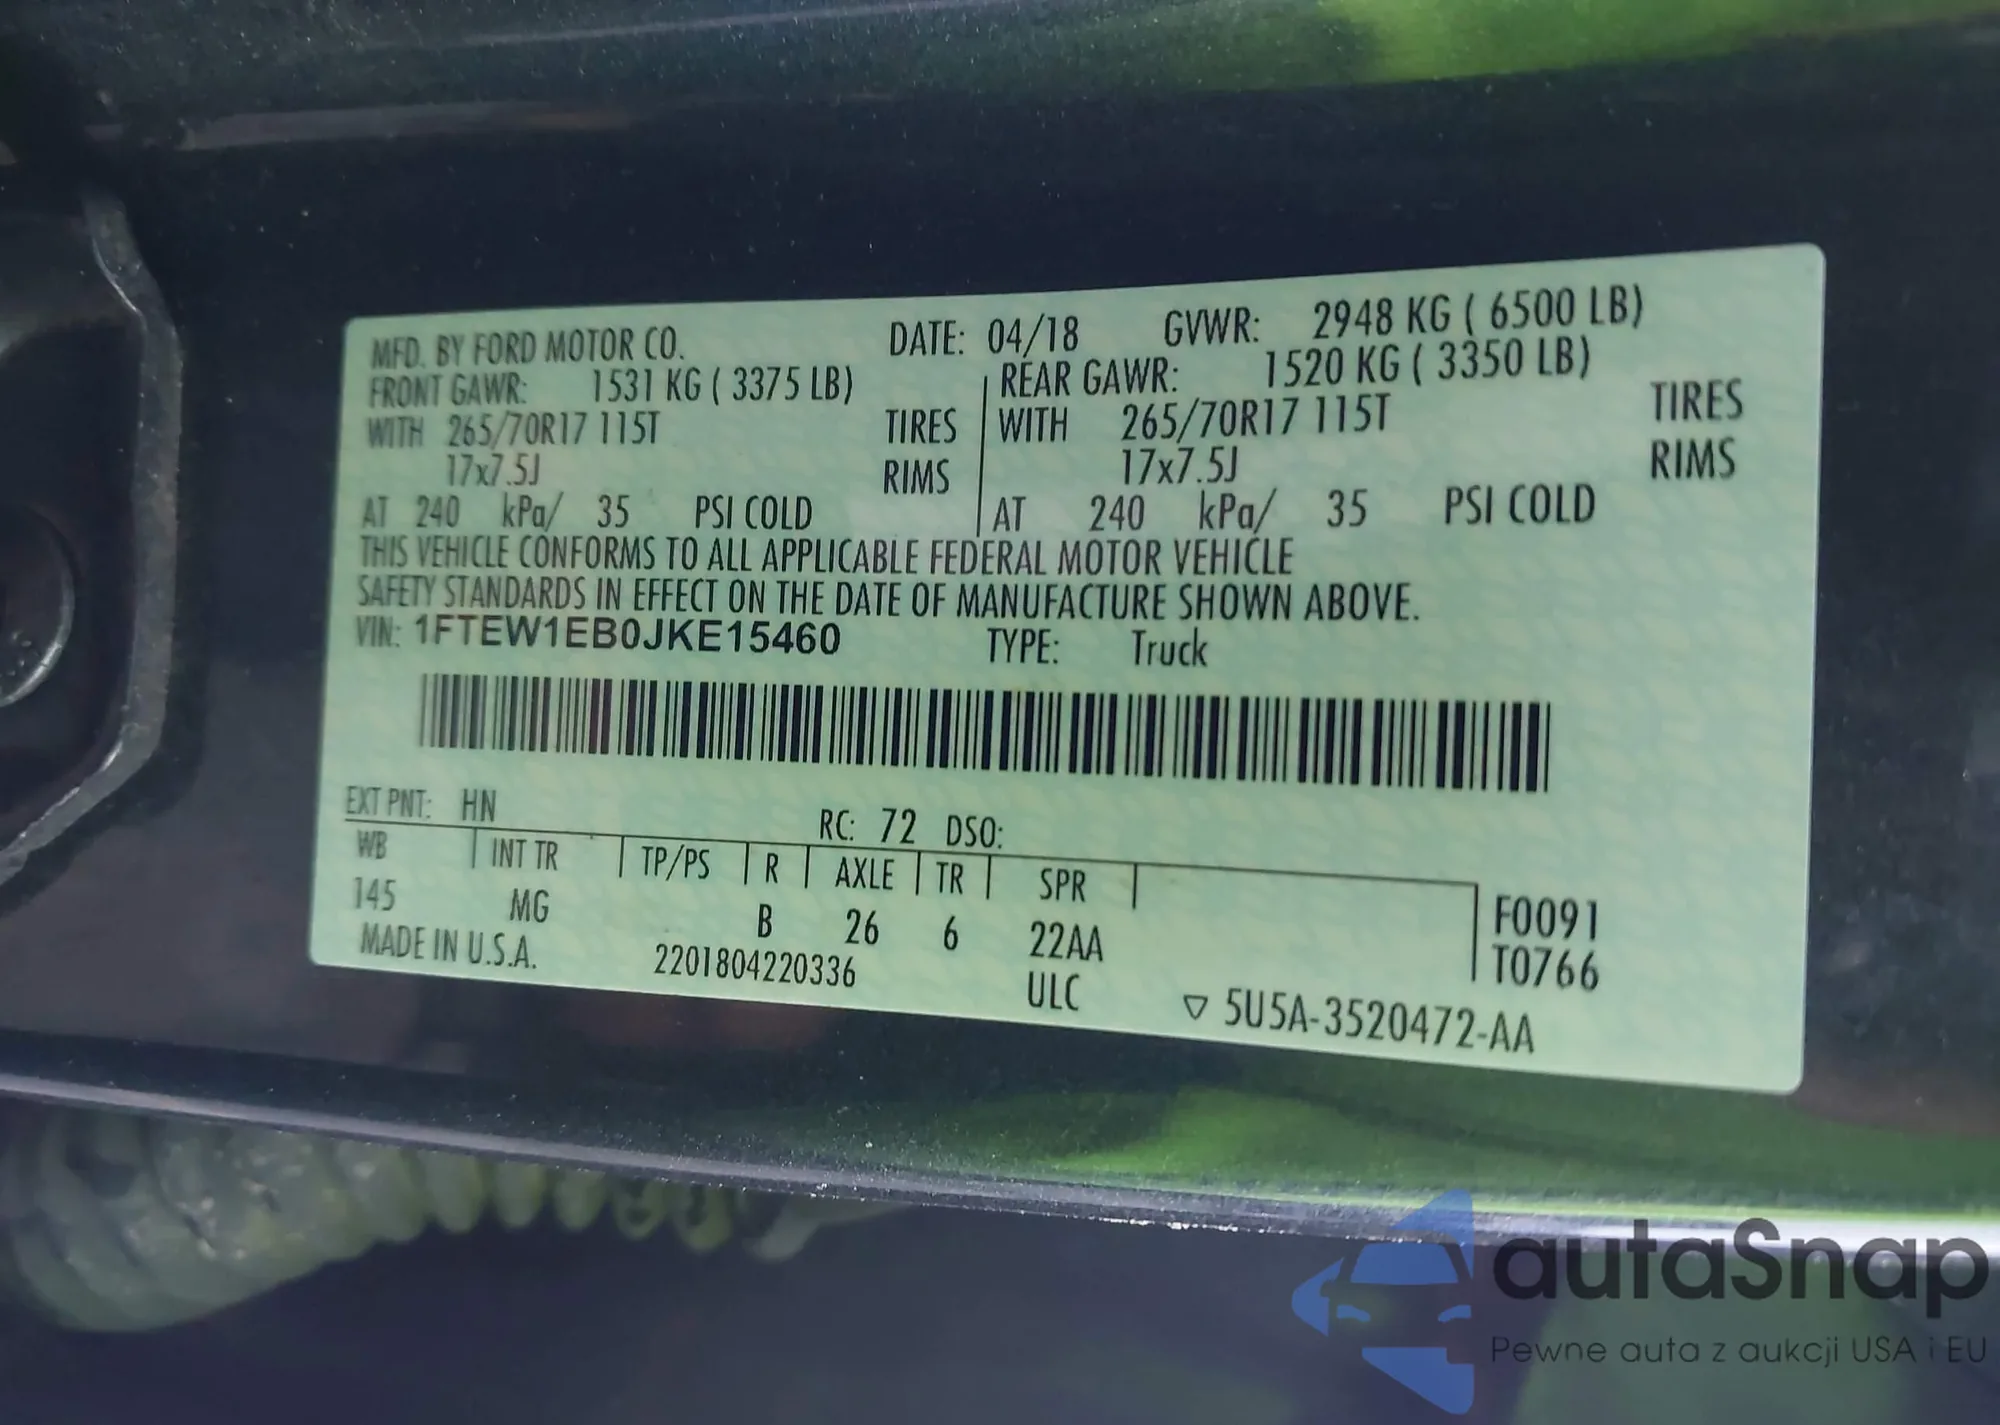 MFD. BY FORD MOTOR CO. DATE: 04/18 GVWR: 2948 KG ( 6500 LB)
FRONT GAWR: 1531 KG ( 3375 LB) REAR GAWR: 1520 KG ( 3350 LB)
WITH 265/70R17 115T TIRES WITH 265/70R17 115T TIRES
17x7.5J RIMS 17x7.5J RIMS
AT 240 kPa/ 35 PSI COLD AT 240 kPa/ 35 PSI COLD
THIS VEHICLE CONFORMS TO ALL APPLICABLE FEDERAL MOTOR VEHICLE
SAFETY STANDARDS IN EFFECT ON THE DATE OF MANUFACTURE SHOWN ABOVE.
VIN: 1FTEW1EB0JKE15460 TYPE: Truck
EXT PNT: HN RC: 72 DSO:
WB INT TR TP/PS R AXLE TR SPR
145 MG B 26 6 22AA F0091
MADE IN U.S.A. 2201804220336 ULC T0766
▽ 5U5A-3520472-AA
autaSnap
Pewne auta z aukcji USA i EU